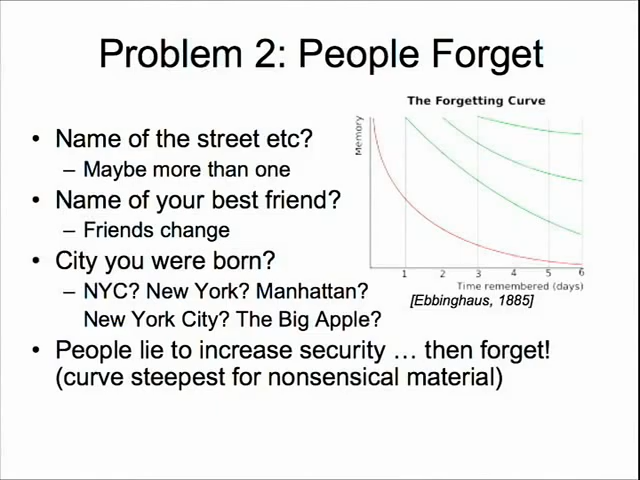 Problem 2: People Forget
• Name of the street etc?
– Maybe more than one
• Name of your best friend?
– Friends change
• City you were born?
– NYC? New York? Manhattan?
New York City? The Big Apple?
• People lie to increase security … then forget!
(curve steepest for nonsensical material)
The Forgetting Curve
Memory
1 2 3 4 5 6
Time remembered (days)
[Ebbinghaus, 1885]